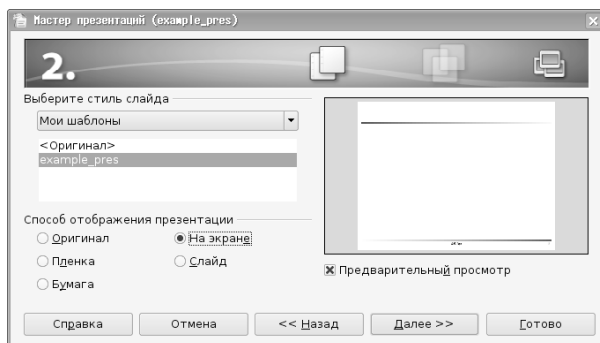 Мастер презентаций (example_pres)
2.
Выберите стиль слайда
Мои шаблоны
<Оригинал>
example_pres
Способ отображения презентации
Оригинал
На экране
Пленка
Слайд
Бумага
Предварительный просмотр
Справка
Отмена
<< Назад
Далее >>
Готово